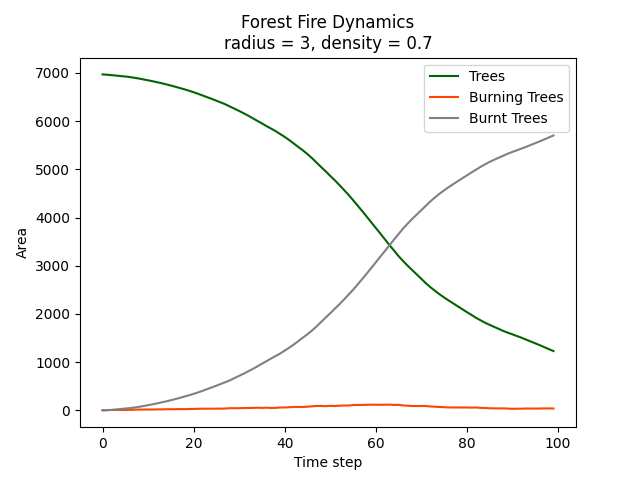 Forest Fire Dynamics
radius = 3, density = 0.7
Trees
Burning Trees
Burnt Trees
7000
6000
5000
4000
3000
2000
1000
0
Area
0 20 40 60 80 100
Time step